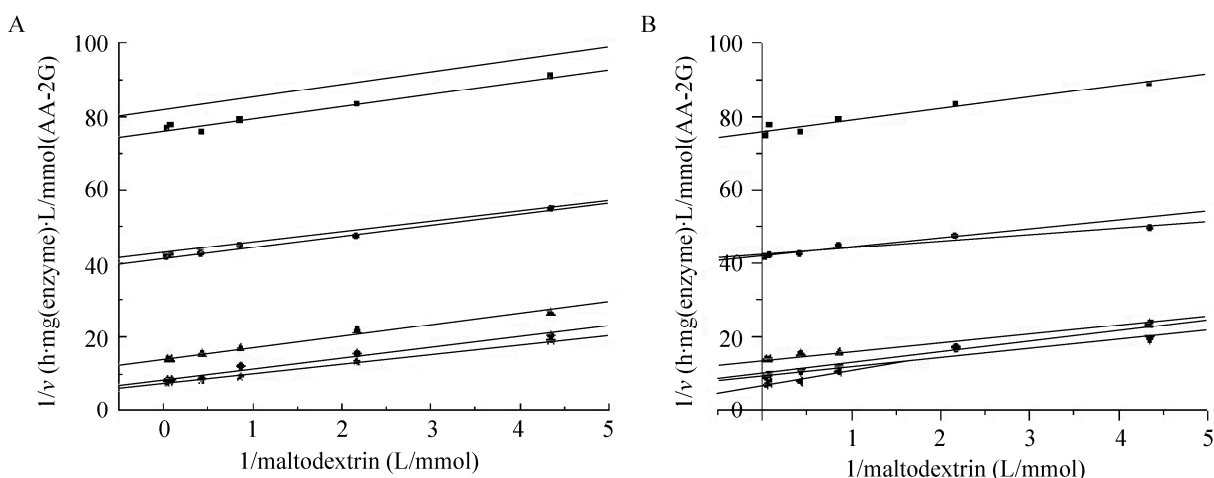 A
1/v (h·mg(enzyme)·L/mmol(AA-2G)
100
80
60
40
20
0
0 1 2 3 4 5
1/maltodextrin (L/mmol)
B
1/v (h·mg(enzyme)·L/mmol(AA-2G)
100
80
60
40
20
0
1 2 3 4 5
1/maltodextrin (L/mmol)